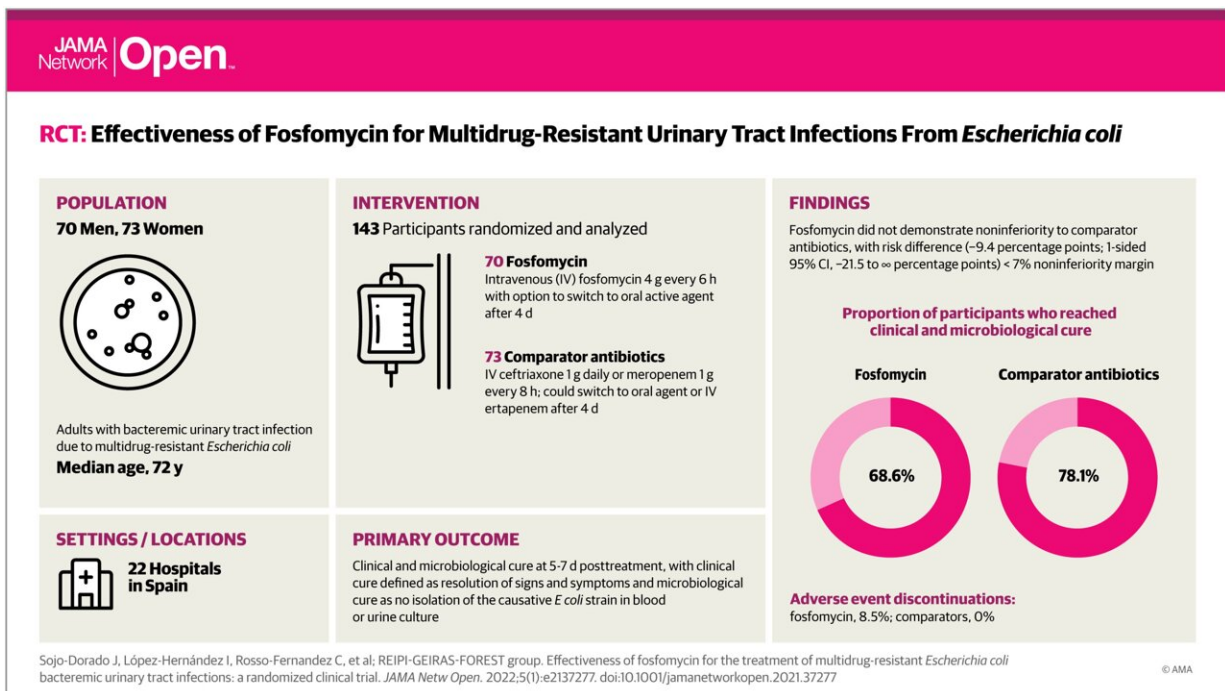 JAMA
Network Open™
RCT: Effectiveness of Fosfomycin for Multidrug-Resistant Urinary Tract Infections From Escherichia coli
POPULATION
70 Men, 73 Women
Adults with bacteremic urinary tract infection
due to multidrug-resistant Escherichia coli
Median age, 72 y
SETTINGS / LOCATIONS
22 Hospitals
in Spain
INTERVENTION
143 Participants randomized and analyzed
70 Fosfomycin
Intravenous (IV) fosfomycin 4 g every 6 h
with option to switch to oral active agent
after 4 d
73 Comparator antibiotics
IV ceftriaxone 1 g daily or meropenem 1 g
every 8 h; could switch to oral agent or IV
ertapenem after 4 d
PRIMARY OUTCOME
Clinical and microbiological cure at 5-7 d posttreatment, with clinical
cure defined as resolution of signs and symptoms and microbiological
cure as no isolation of the causative E coli strain in blood
or urine culture
FINDINGS
Fosfomycin did not demonstrate noninferiority to comparator
antibiotics, with risk difference (−9.4 percentage points; 1-sided
95% CI, −21.5 to ∞ percentage points) < 7% noninferiority margin
Proportion of participants who reached
clinical and microbiological cure
Fosfomycin
Comparator antibiotics
68.6%
78.1%
Adverse event discontinuations:
fosfomycin, 8.5%; comparators, 0%
Sojo-Dorado J, López-Hernández I, Rosso-Fernandez C, et al; REIPI-GEIRAS-FOREST group. Effectiveness of fosfomycin for the treatment of multidrug-resistant Escherichia coli
bacteremic urinary tract infections: a randomized clinical trial. JAMA Netw Open. 2022;5(1):e2137277. doi:10.1001/jamanetworkopen.2021.37277
© AMA